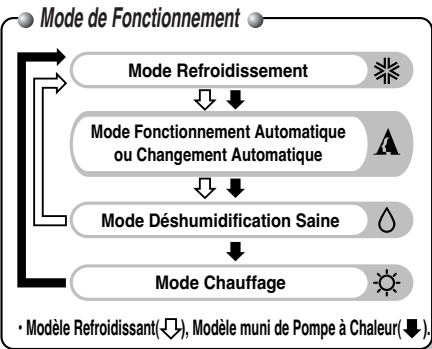 Mode de Fonctionnement
Mode Refroidissement
Mode Fonctionnement Automatique
ou Changement Automatique
Mode Déshumidification Saine
Mode Chauffage
· Modèle Refroidissant(⇩), Modèle muni de Pompe à Chaleur(⬇).